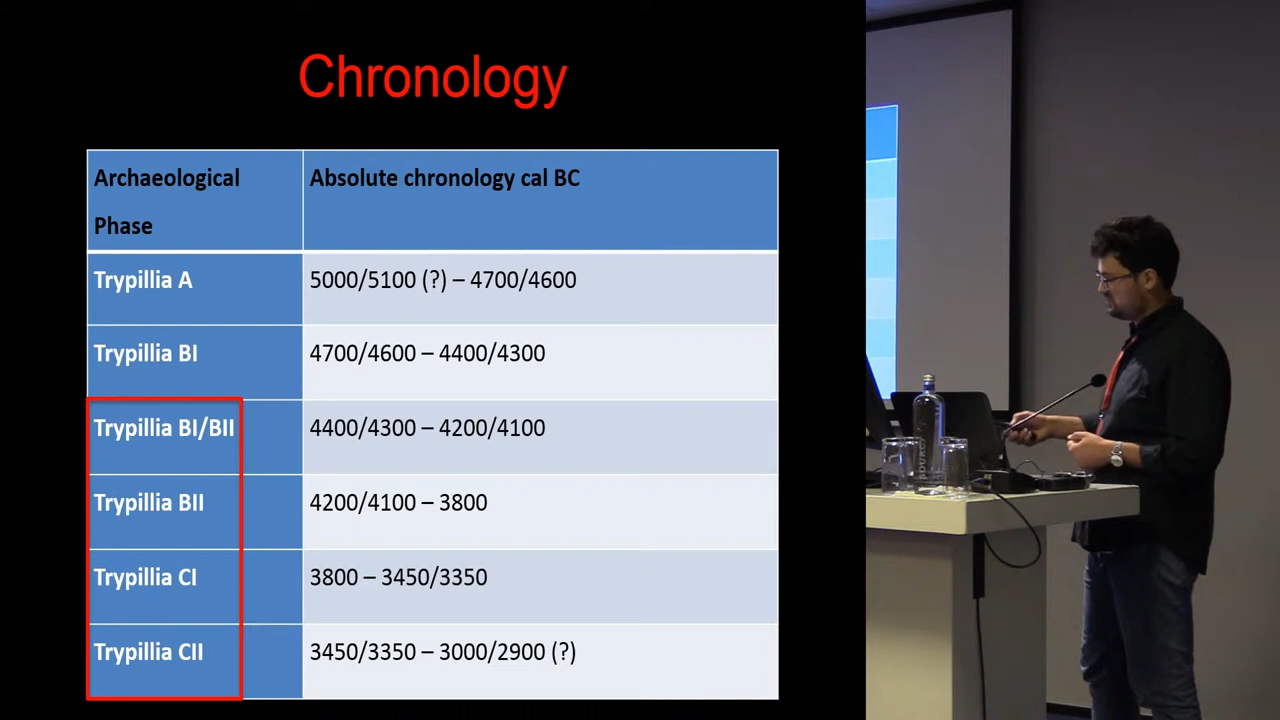 Chronology
Archaeological
Phase
Absolute chronology cal BC
Trypillia A
5000/5100 (?) – 4700/4600
Trypillia BI
4700/4600 – 4400/4300
Trypillia BI/BII
4400/4300 – 4200/4100
Trypillia BII
4200/4100 – 3800
Trypillia CI
3800 – 3450/3350
Trypillia CII
3450/3350 – 3000/2900 (?)